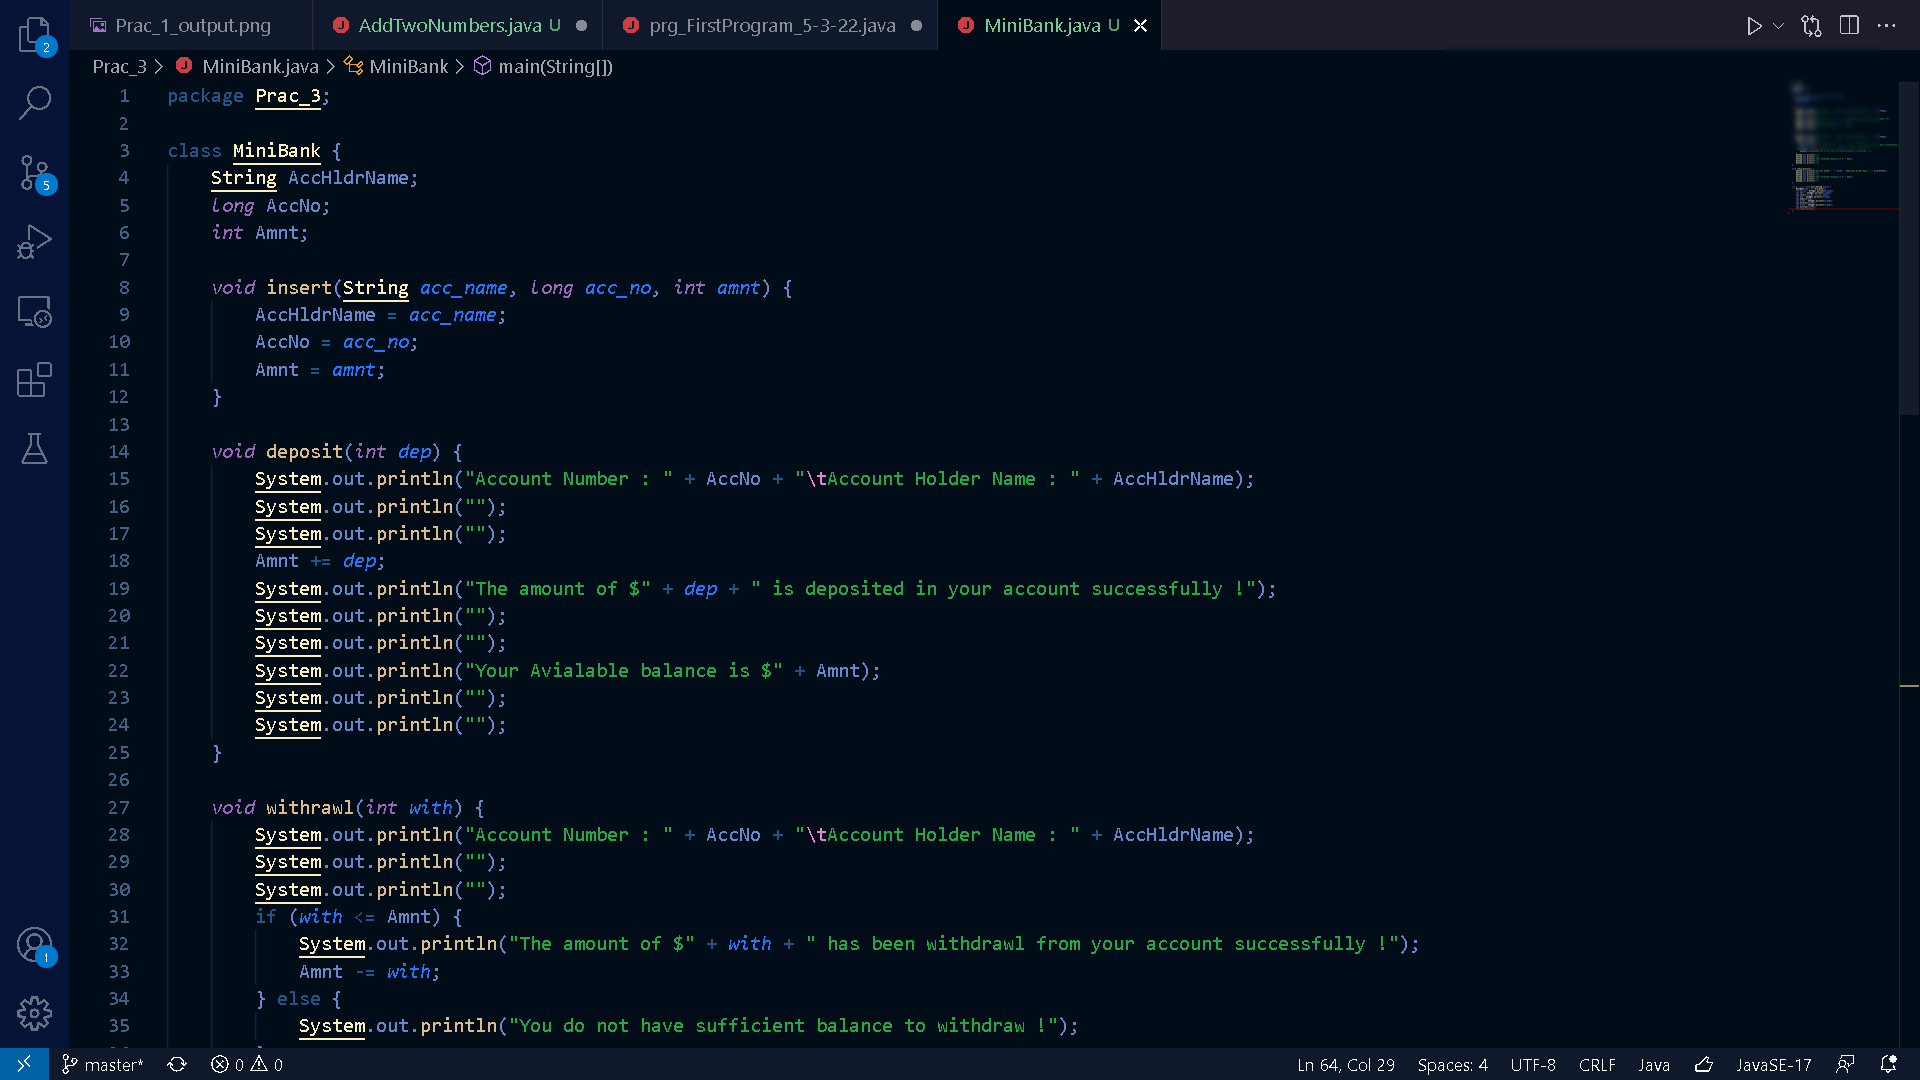 Prac_1_output.png AddTwoNumbers.java U prg_FirstProgram_5-3-22.java MiniBank.java U
Prac_3 > MiniBank.java > MiniBank > main(String[])
1 package Prac_3;
2
3 class MiniBank {
4 String AccHldrName;
5 long AccNo;
6 int Amnt;
7
8 void insert(String acc_name, long acc_no, int amnt) {
9 AccHldrName = acc_name;
10 AccNo = acc_no;
11 Amnt = amnt;
12 }
13
14 void deposit(int dep) {
15 System.out.println("Account Number : " + AccNo + "\tAccount Holder Name : " + AccHldrName);
16 System.out.println("");
17 System.out.println("");
18 Amnt += dep;
19 System.out.println("The amount of $" + dep + " is deposited in your account successfully !");
20 System.out.println("");
21 System.out.println("");
22 System.out.println("Your Avialable balance is $" + Amnt);
23 System.out.println("");
24 System.out.println("");
25 }
26
27 void withrawl(int with) {
28 System.out.println("Account Number : " + AccNo + "\tAccount Holder Name : " + AccHldrName);
29 System.out.println("");
30 System.out.println("");
31 if (with <= Amnt) {
32 System.out.println("The amount of $" + with + " has been withdrawl from your account successfully !");
33 Amnt -= with;
34 } else {
35 System.out.println("You do not have sufficient balance to withdraw !");
2
5
1
master* 0 0 Ln 64, Col 29 Spaces: 4 UTF-8 CRLF Java JavaSE-17